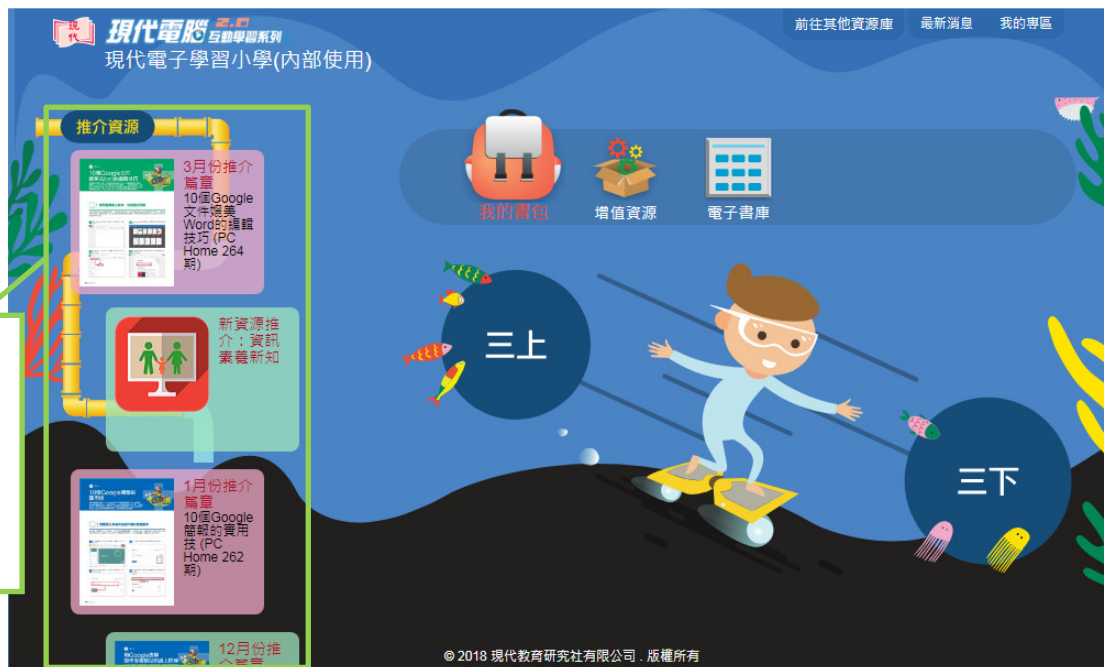 現代
現代電腦 2.0
互動學習系列
現代電子學習小學(內部使用)
前往其他資源庫
最新消息
我的專區
推介資源
3月份推介
篇章
10個Google
文件媲美
Word的編輯
技巧 (PC
Home 264
期)
新資源推
介：資訊
素養新知
1月份推介
篇章
10個Google
簡報的實用
技 (PC
Home 262
期)
12月份推
介篇章
我的書包
增值資源
電子書庫
三上
三下
© 2018 現代教育研究社有限公司 . 版權所有